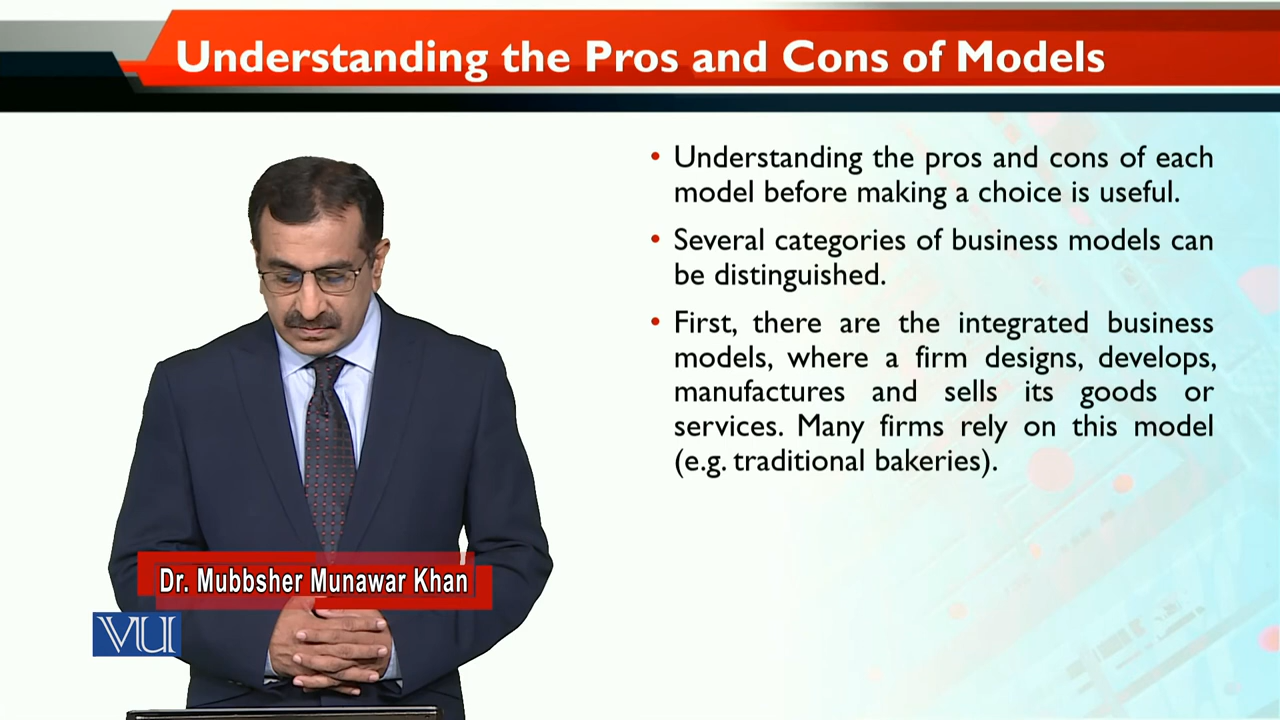 Understanding the Pros and Cons of Models
• Understanding the pros and cons of each
model before making a choice is useful.
• Several categories of business models can
be distinguished.
• First, there are the integrated business
models, where a firm designs, develops,
manufactures and sells its goods or
services. Many firms rely on this model
(e.g. traditional bakeries).
Dr. Mubbsher Munawar Khan
VU